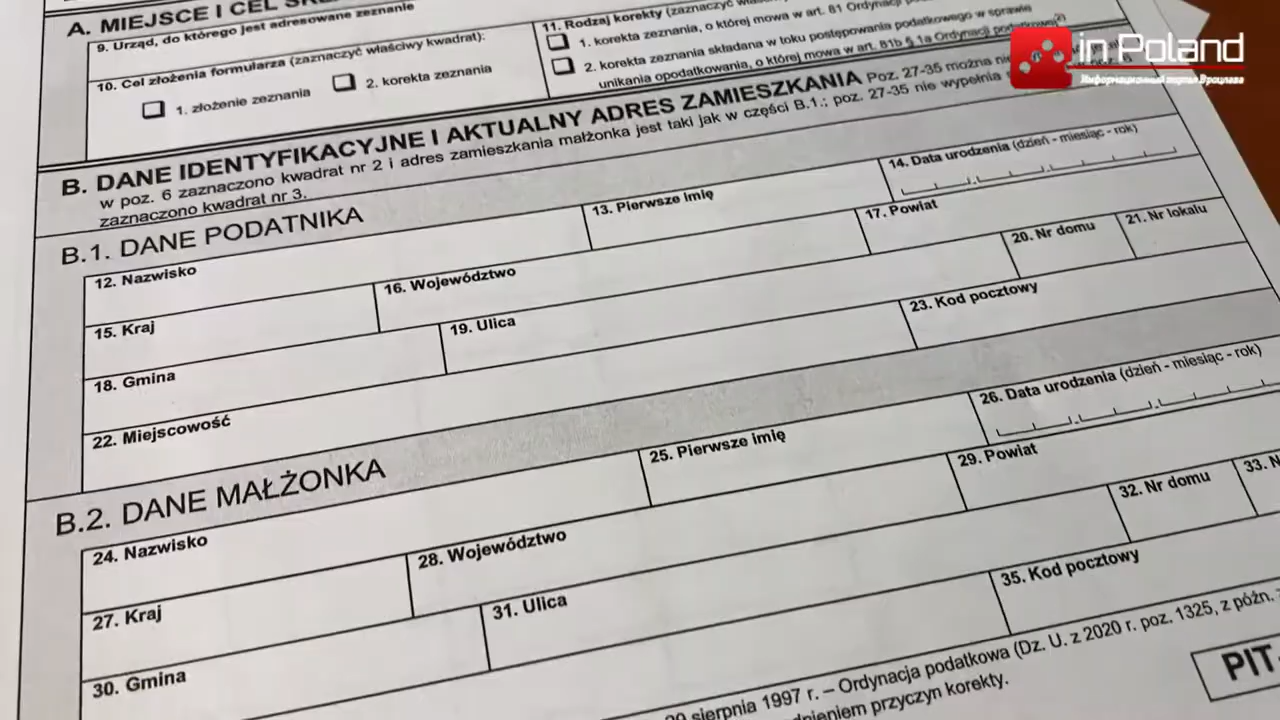 A. MIEJSCE I CEL
9. Urząd, do którego jest adresowane zeznanie
10. Cel złożenia formularza (zaznaczyć właściwy kwadrat):
1. złożenie zeznania
2. korekta zeznania
11. Rodzaj korekty (zaznaczyć
1. korekta zeznania, o której mowa w art. 81 Ordynacji
2. korekta zeznania składana w toku postępowania podatkowego w sprawie
unikania opodatkowania, o której mowa w art. 81b § 1a Ordynacji podatkowej²⁾
in Poland
Информационный портал Вроцлава
B. DANE IDENTYFIKACYJNE I AKTUALNY ADRES ZAMIESZKANIA Poz. 27-35 można nie
w poz. 6 zaznaczono kwadrat nr 2 i adres zamieszkania małżonka jest taki jak w części B.1.; poz. 27-35 nie wypełnia
zaznaczono kwadrat nr 3.
B.1. DANE PODATNIKA
12. Nazwisko
13. Pierwsze imię
14. Data urodzenia (dzień - miesiąc - rok)
15. Kraj
16. Województwo
17. Powiat
18. Gmina
19. Ulica
20. Nr domu
21. Nr lokalu
22. Miejscowość
23. Kod pocztowy
B.2. DANE MAŁŻONKA
24. Nazwisko
25. Pierwsze imię
26. Data urodzenia (dzień - miesiąc - rok)
27. Kraj
28. Województwo
29. Powiat
30. Gmina
31. Ulica
32. Nr domu
33. N
35. Kod pocztowy
sierpnia 1997 r. – Ordynacja podatkowa (Dz. U. z 2020 r. poz. 1325, z późn.
przyczyn korekty.
PIT